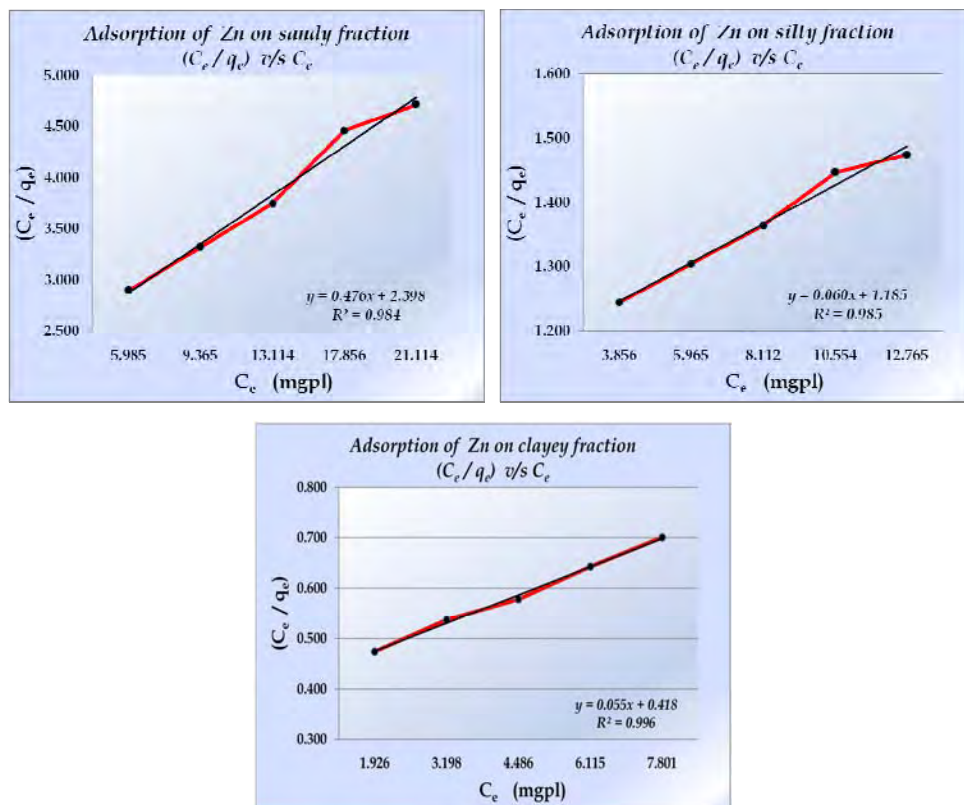 Adsorption of Zn on sandy fraction
(Cₑ / qₑ) v/s Cₑ
5.000
4.500
4.000
3.500
3.000
2.500
(Cₑ / qₑ)
y = 0.476x + 2.398
R² = 0.984
5.985 9.365 13.114 17.856 21.114
Cₑ (mgpl)
Adsorption of Zn on silty fraction
(Cₑ / qₑ) v/s Cₑ
1.600
1.500
1.400
1.300
1.200
(Cₑ / qₑ)
y = 0.060x + 1.185
R² = 0.985
3.856 5.965 8.112 10.554 12.765
Cₑ (mgpl)
Adsorption of Zn on clayey fraction
(Cₑ / qₑ) v/s Cₑ
0.800
0.700
0.600
0.500
0.400
0.300
(Cₑ / qₑ)
y = 0.055x + 0.418
R² = 0.996
1.926 3.198 4.486 6.115 7.801
Cₑ (mgpl)